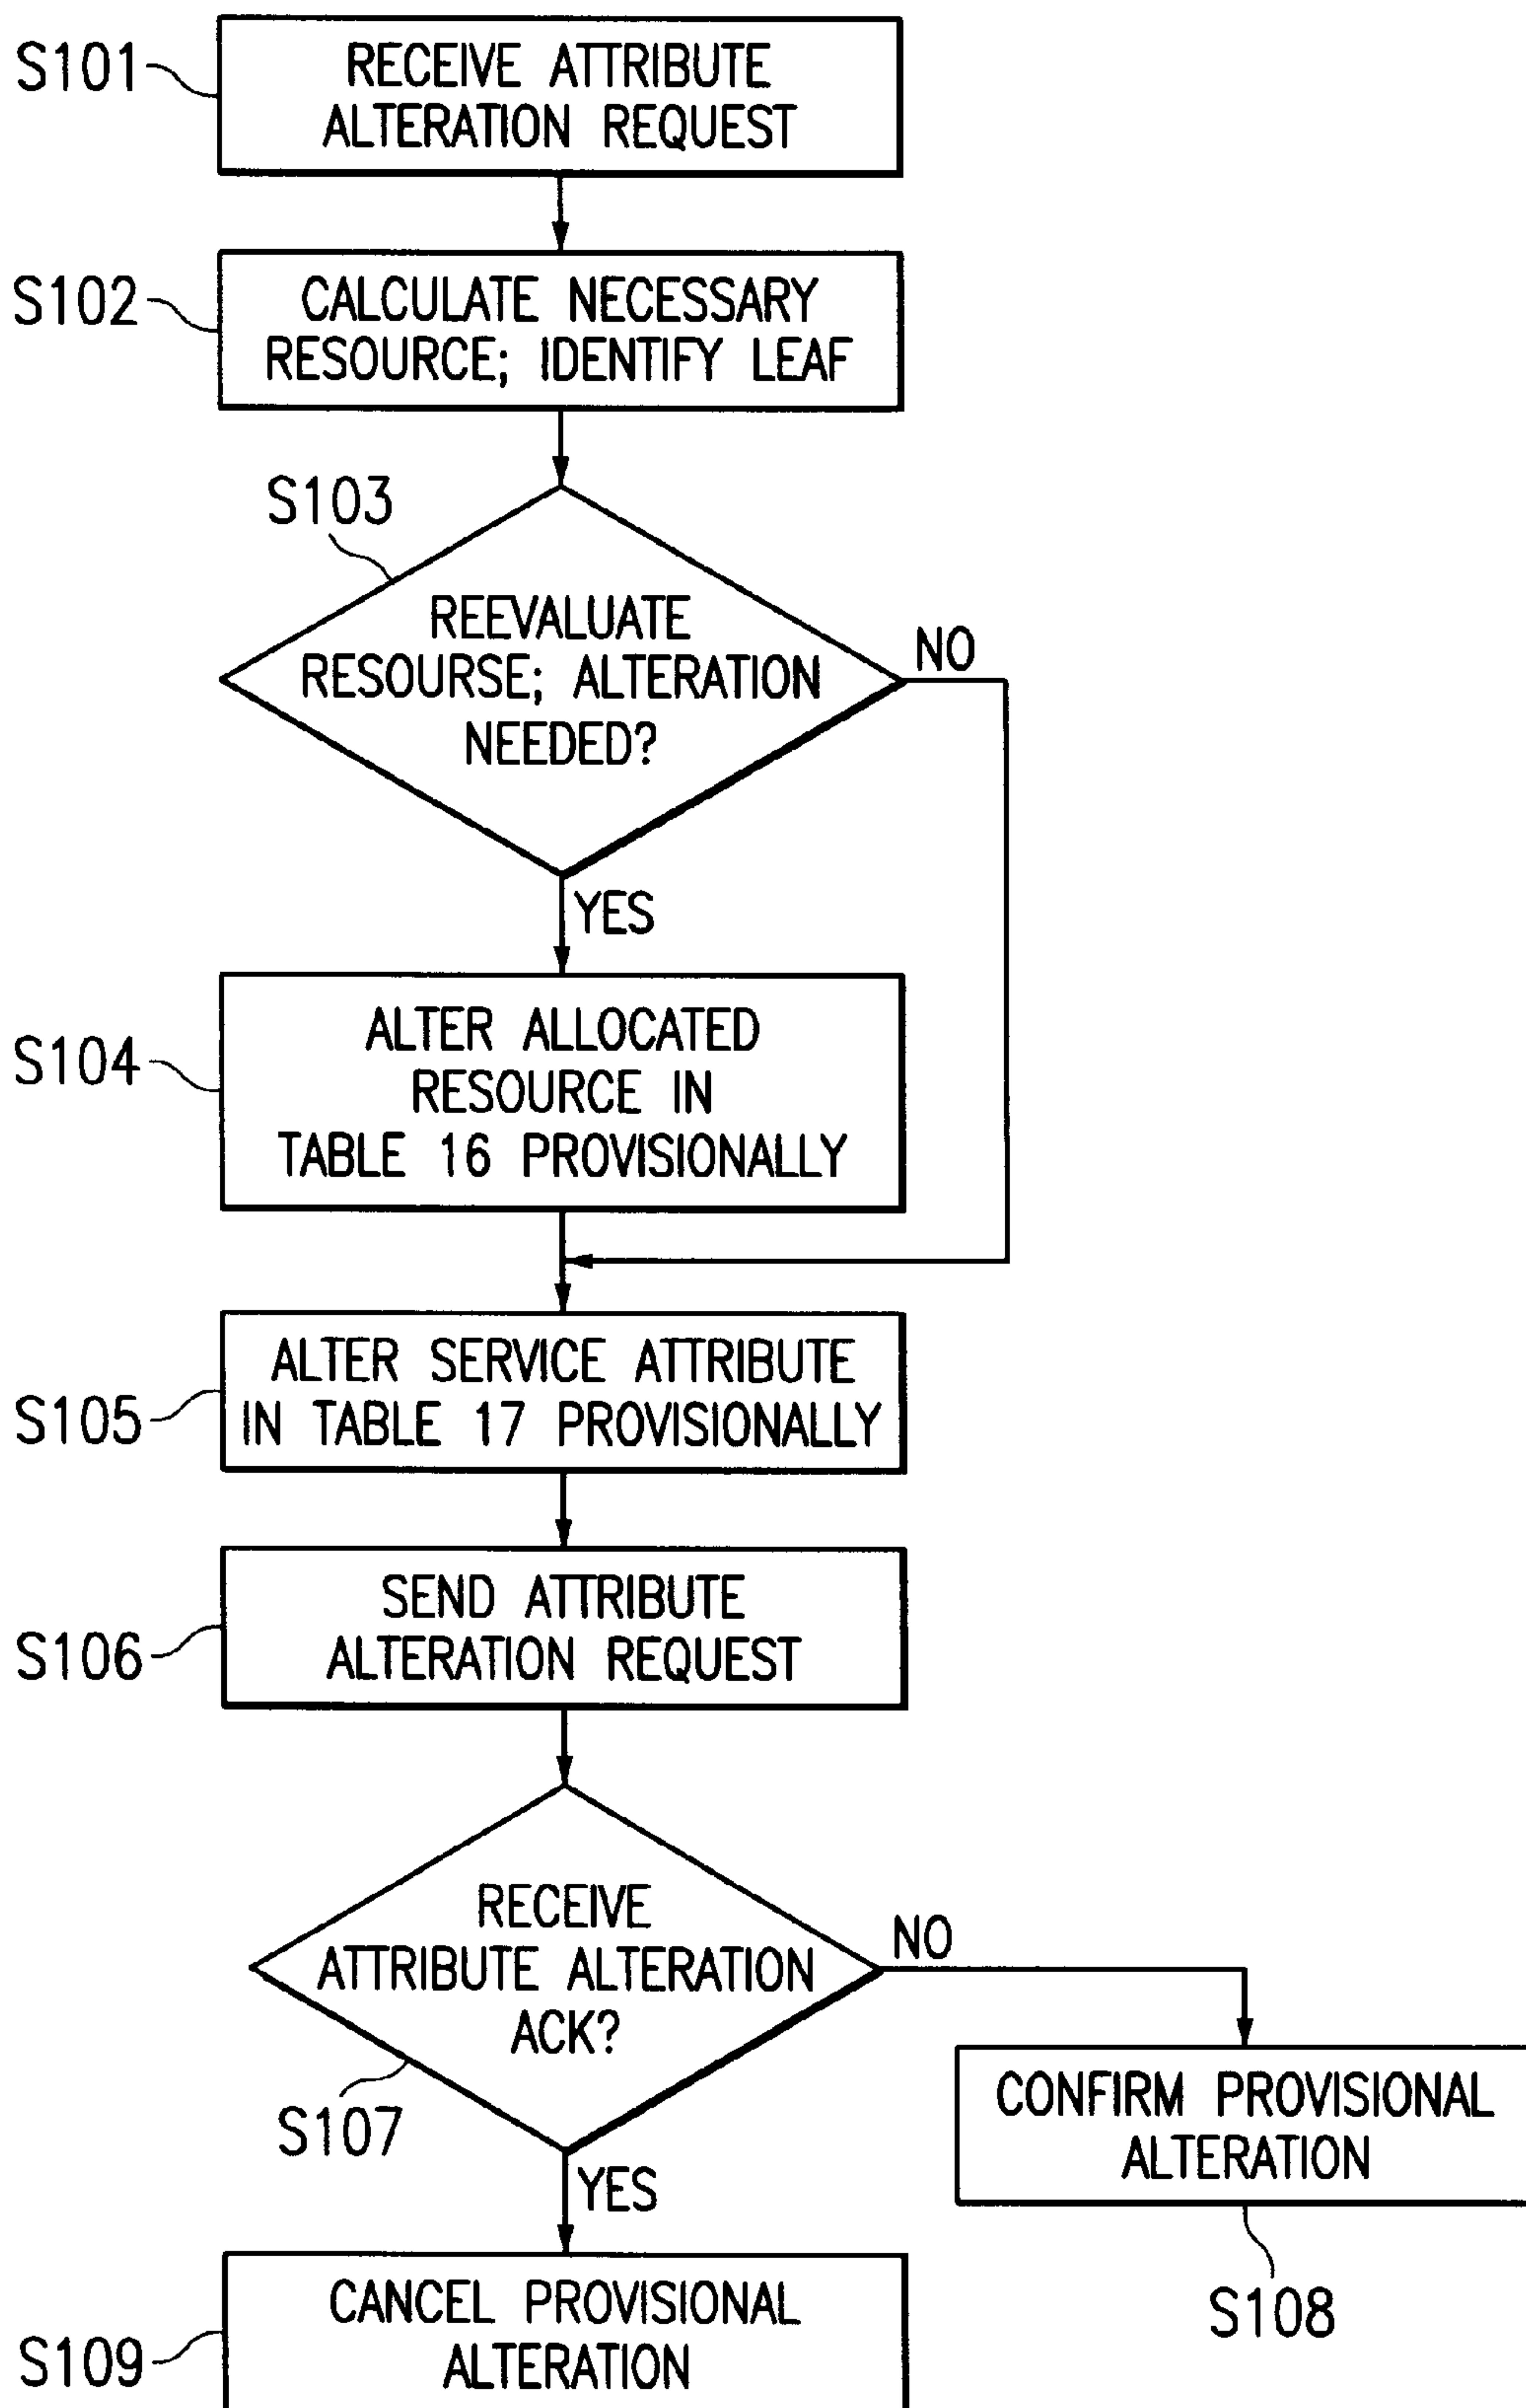 S101
RECEIVE ATTRIBUTE
ALTERATION REQUEST
S102
CALCULATE NECESSARY
RESOURCE; IDENTIFY LEAF
S103
REEVALUATE
RESOURSE; ALTERATION
NEEDED?
NO
YES
S104
ALTER ALLOCATED
RESOURCE IN
TABLE 16 PROVISIONALLY
S105
ALTER SERVICE ATTRIBUTE
IN TABLE 17 PROVISIONALLY
S106
SEND ATTRIBUTE
ALTERATION REQUEST
RECEIVE
ATTRIBUTE ALTERATION
ACK?
NO
S107
YES
CONFIRM PROVISIONAL
ALTERATION
S108
S109
CANCEL PROVISIONAL
ALTERATION